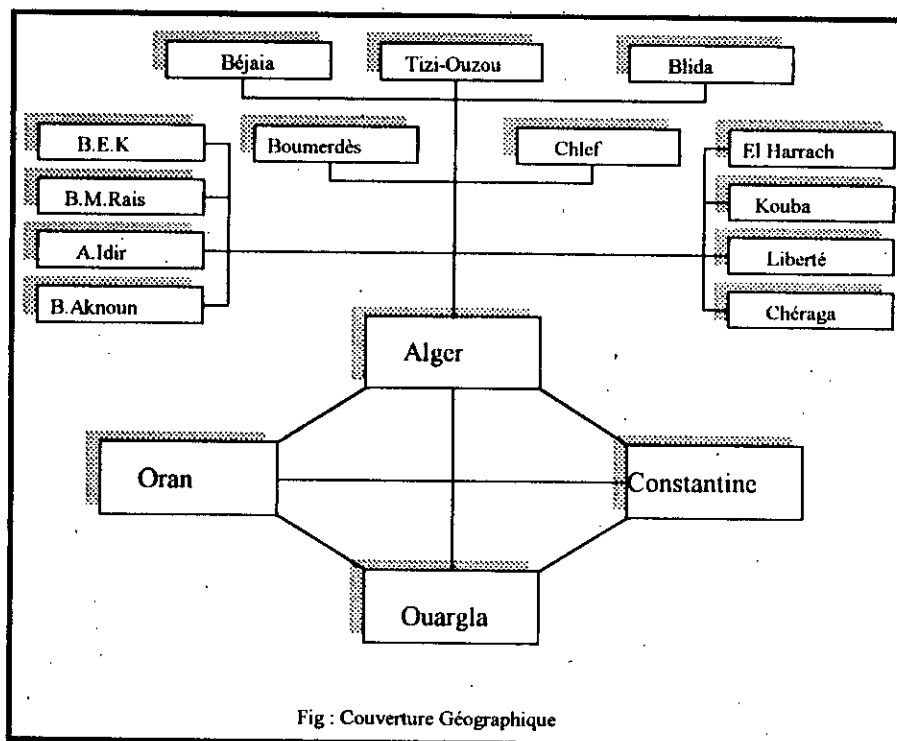 Béjaia
Tizi-Ouzou
Blida
B.E.K
Boumerdès
Chlef
El Harrach
B.M.Rais
Kouba
A.Idir
Liberté
B.Aknoun
Chéraga
Alger
Oran
Constantine
Ouargla
Fig : Couverture Géographique